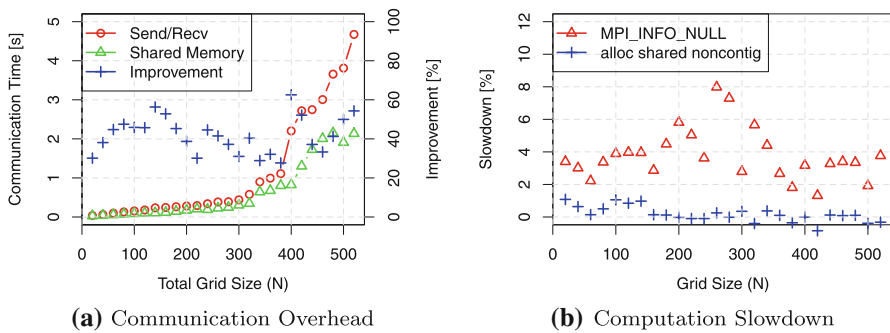 Communication Time [s]
0
1
2
3
4
5
Send/Recv
Shared Memory
Improvement
0
20
40
60
80
100
Improvement [%]
0
100
200
300
400
500
Total Grid Size (N)
(a) Communication Overhead
Slowdown [%]
0
2
4
6
8
12
MPI_INFO_NULL
alloc shared noncontig
0
100
200
300
400
500
Grid Size (N)
(b) Computation Slowdown